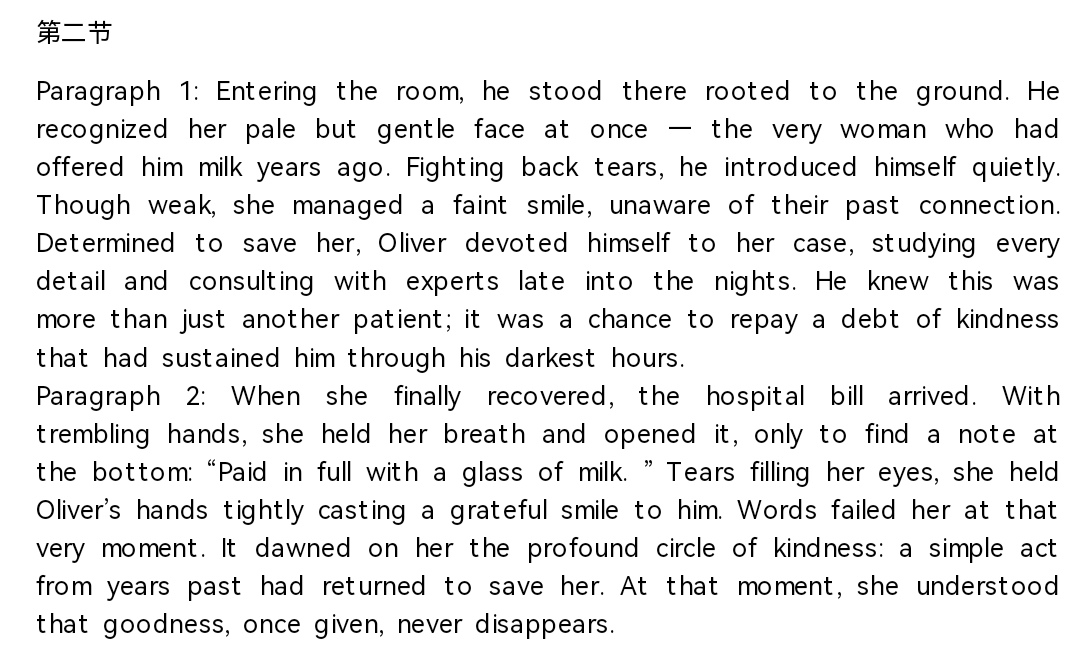 第二节
Paragraph 1: Entering the room, he stood there rooted to the ground. He
recognized her pale but gentle face at once — the very woman who had
offered him milk years ago. Fighting back tears, he introduced himself quietly.
Though weak, she managed a faint smile, unaware of their past connection.
Determined to save her, Oliver devoted himself to her case, studying every
detail and consulting with experts late into the nights. He knew this was
more than just another patient; it was a chance to repay a debt of kindness
that had sustained him through his darkest hours.
Paragraph 2: When she finally recovered, the hospital bill arrived. With
trembling hands, she held her breath and opened it, only to find a note at
the bottom: “Paid in full with a glass of milk. ” Tears filling her eyes, she held
Oliver’s hands tightly casting a grateful smile to him. Words failed her at that
very moment. It dawned on her the profound circle of kindness: a simple act
from years past had returned to save her. At that moment, she understood
that goodness, once given, never disappears.